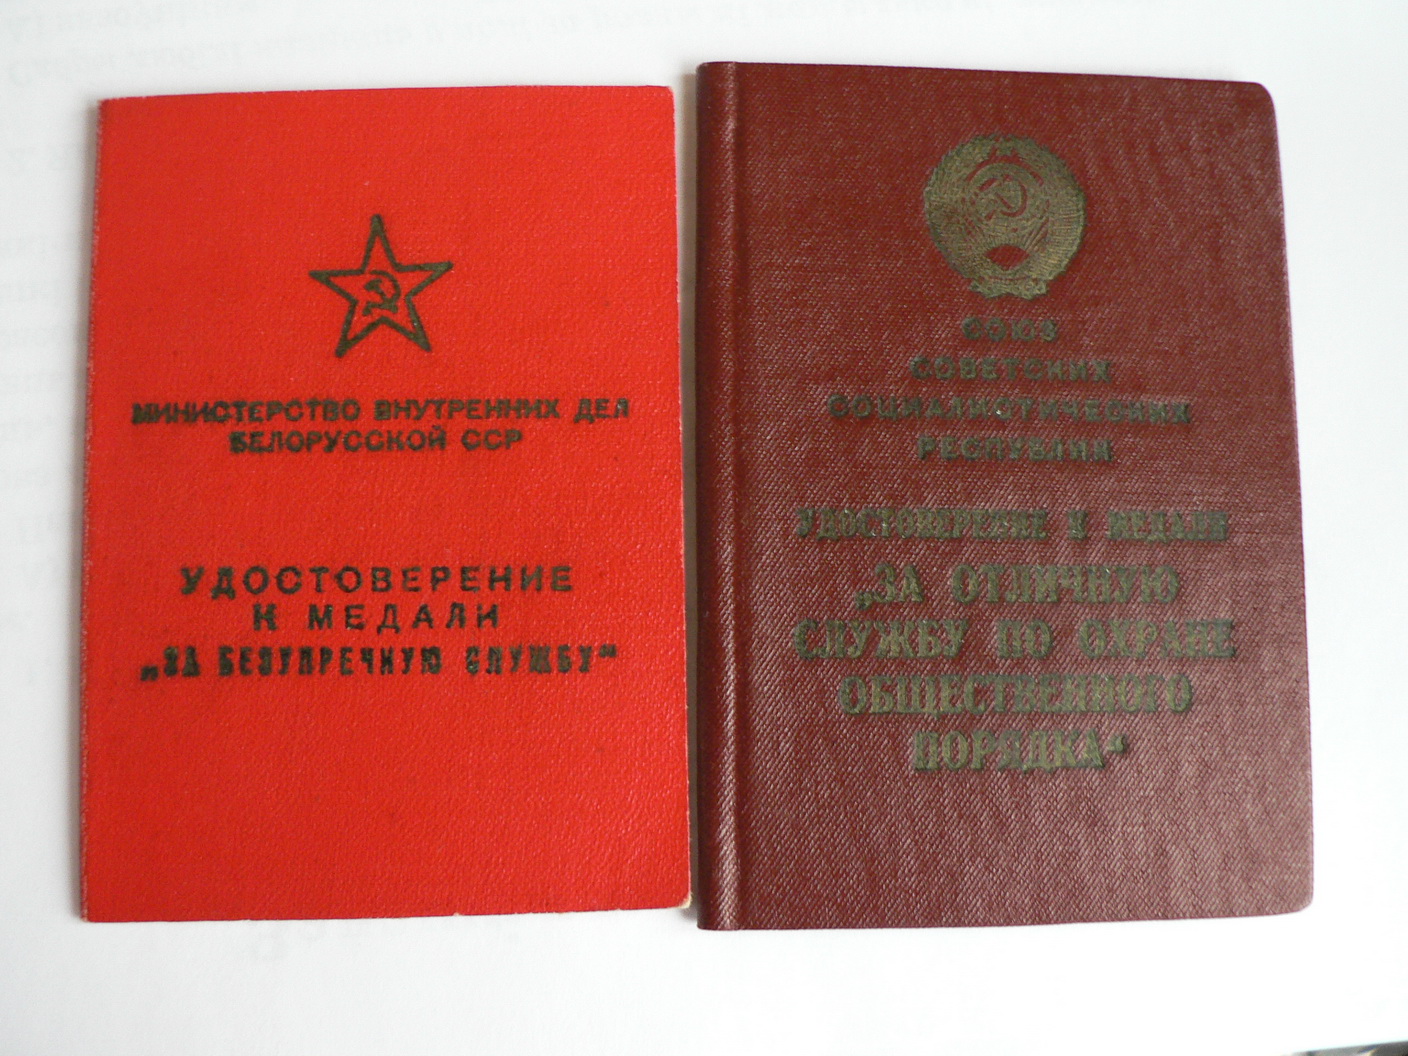 МИНИСТЕРСТВО ВНУТРЕННИХ ДЕЛ
БЕЛОРУССКОЙ ССР
УДОСТОВЕРЕНИЕ
К МЕДАЛИ
„ЗА БЕЗУПРЕЧНУЮ СЛУЖБУ“
СОЮЗ
СОВЕТСКИХ
СОЦИАЛИСТИЧЕСКИХ
РЕСПУБЛИК
УДОСТОВЕРЕНИЕ К МЕДАЛИ
„ЗА ОТЛИЧНУЮ
СЛУЖБУ ПО ОХРАНЕ
ОБЩЕСТВЕННОГО
ПОРЯДКА“